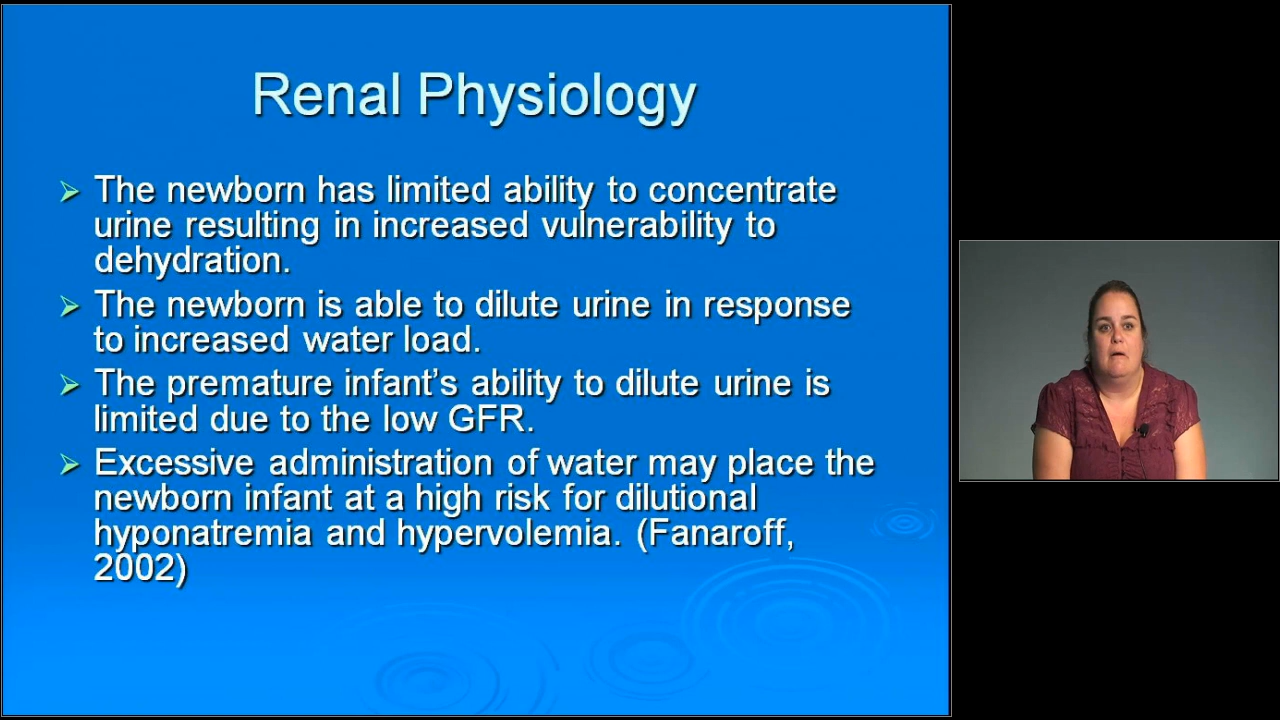 Renal Physiology
➢ The newborn has limited ability to concentrate
urine resulting in increased vulnerability to
dehydration.
➢ The newborn is able to dilute urine in response
to increased water load.
➢ The premature infant’s ability to dilute urine is
limited due to the low GFR.
➢ Excessive administration of water may place the
newborn infant at a high risk for dilutional
hyponatremia and hypervolemia. (Fanaroff,
2002)